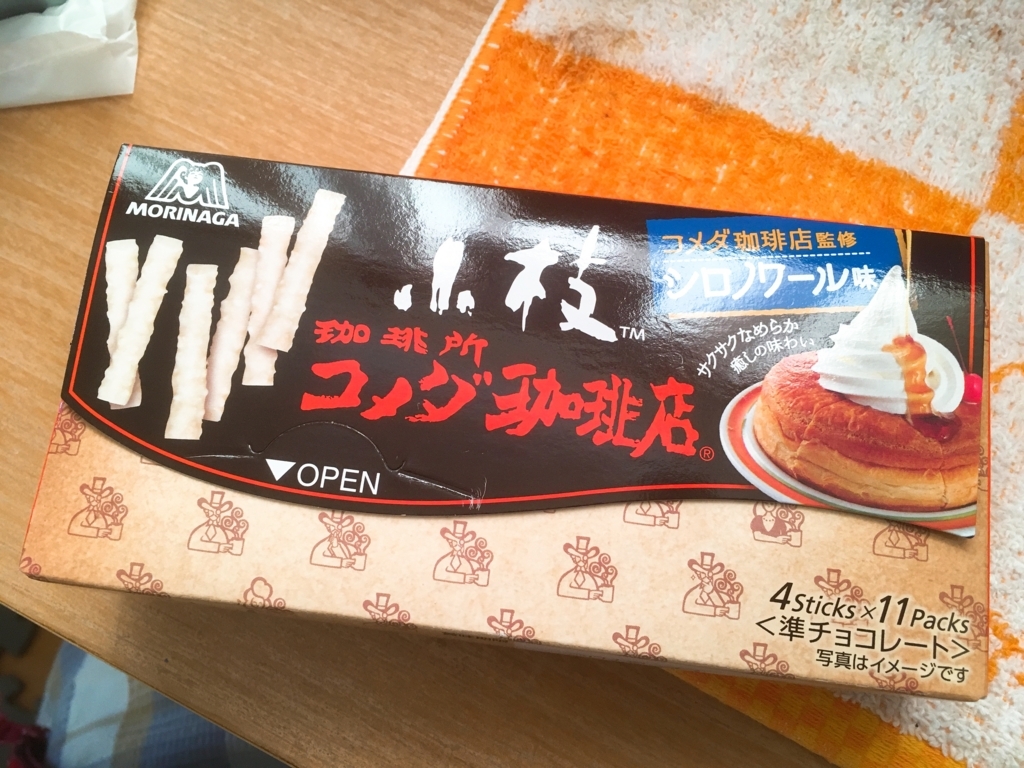 MORINAGA
小枝™
珈琲所
コメダ珈琲店®
コメダ珈琲店監修
シロノワール味
サクサクなめらか
癒しの味わい
OPEN
4Sticks×11Packs
<準チョコレート>
写真はイメージです